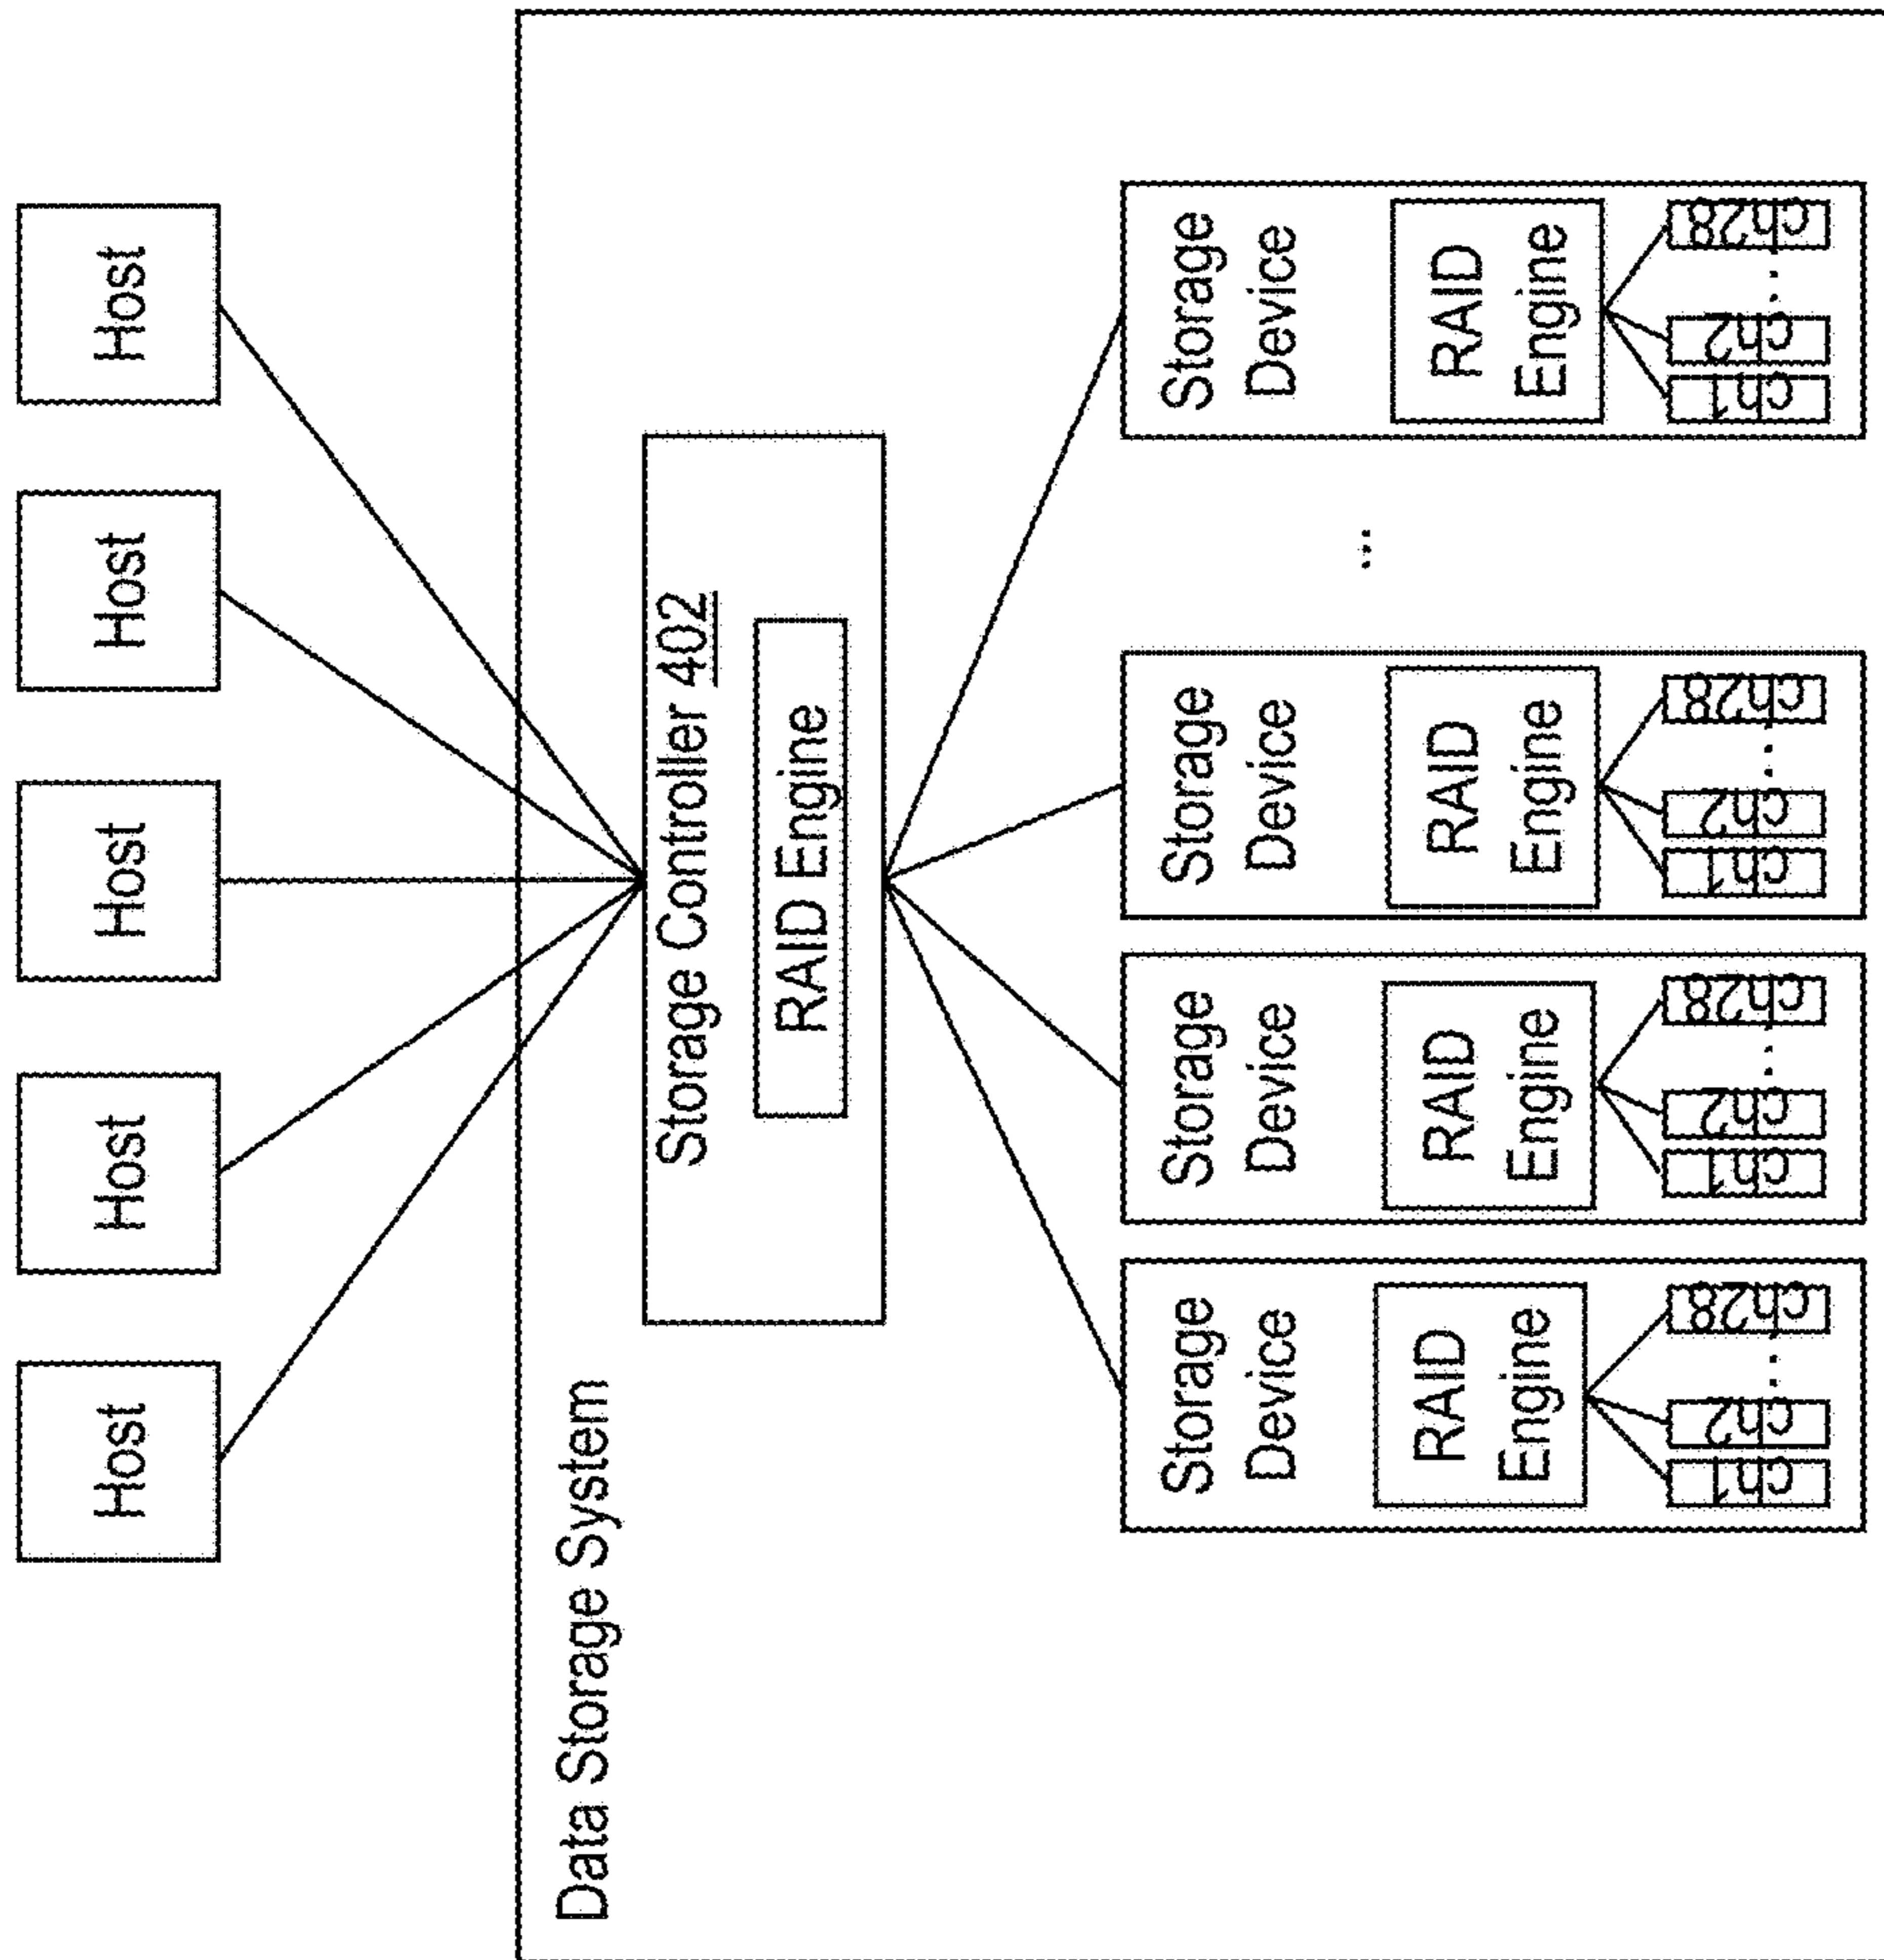 Host
Host
Host
Host
Host
Data Storage System
Storage Controller 402
RAID Engine
Storage
Device
RAID
Engine
ch1
ch2
...
ch28
Storage
Device
RAID
Engine
ch1
ch2
...
ch28
Storage
Device
RAID
Engine
ch1
ch2
...
ch28
...
Storage
Device
RAID
Engine
ch1
ch2
...
ch28